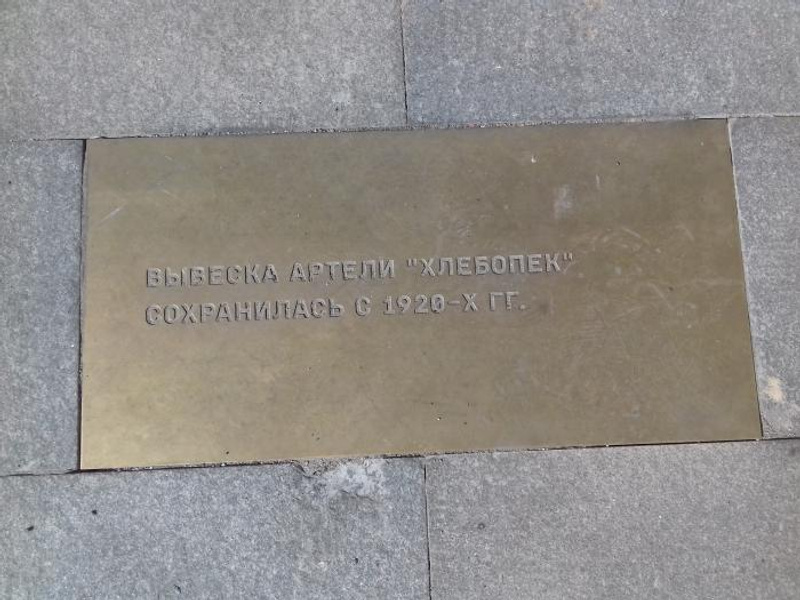 ВЫВЕСКА АРТЕЛИ "ХЛЕБОПЕК"
СОХРАНИЛАСЬ С 1920-Х ГГ.